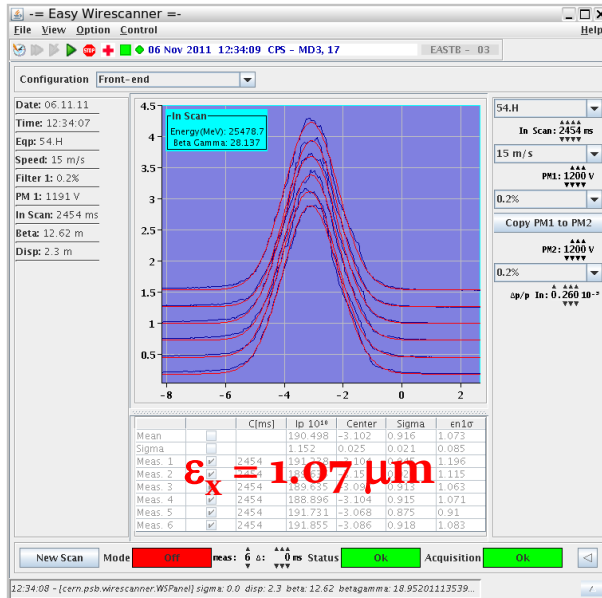 -= Easy Wirescanner =-
File View Option Control Help
STOP 06 Nov 2011 12:34:09 CPS - MD3, 17 EASTB - 03
Configuration Front-end
Date: 06.11.11
Time: 12:34:07
Eqp: 54.H
Speed: 15 m/s
Filter 1: 0.2%
PM 1: 1191 V
In Scan: 2454 ms
Beta: 12.62 m
Disp: 2.3 m
In Scan
Energy(MeV): 25478.7
Beta Gamma: 28.137
4.5
4
3.5
3
2.5
2
1.5
1
0.5
-8 -6 -4 -2 0 2
54.H
In Scan: 2454 ms
15 m/s
PM1: 1200 V
0.2%
Copy PM1 to PM2
PM2: 1200 V
0.2%
Δp/p In: 0.260 10⁻³
C[ms] Ip 10¹⁰ Center Sigma εn1σ
Mean 190.498 -3.102 0.916 1.073
Sigma 1.152 0.025 0.021 0.085
Meas. 1 2454 1.196
Meas. 2 1.115
Meas. 3 1.063
Meas. 4 2454 188.896 -3.104 0.915 1.071
Meas. 5 2454 191.731 -3.068 0.875 0.91
Meas. 6 2454 191.855 -3.086 0.918 1.083
εx = 1.07 μm
New Scan Mode Off meas: 6 Δ: 0 ms Status Ok Acquisition Ok
12:34:08 - [cern.psb.wirescanner.WSPanel] sigma: 0.0 disp: 2.3 beta: 12.62 betagamma: 18.95201113539...